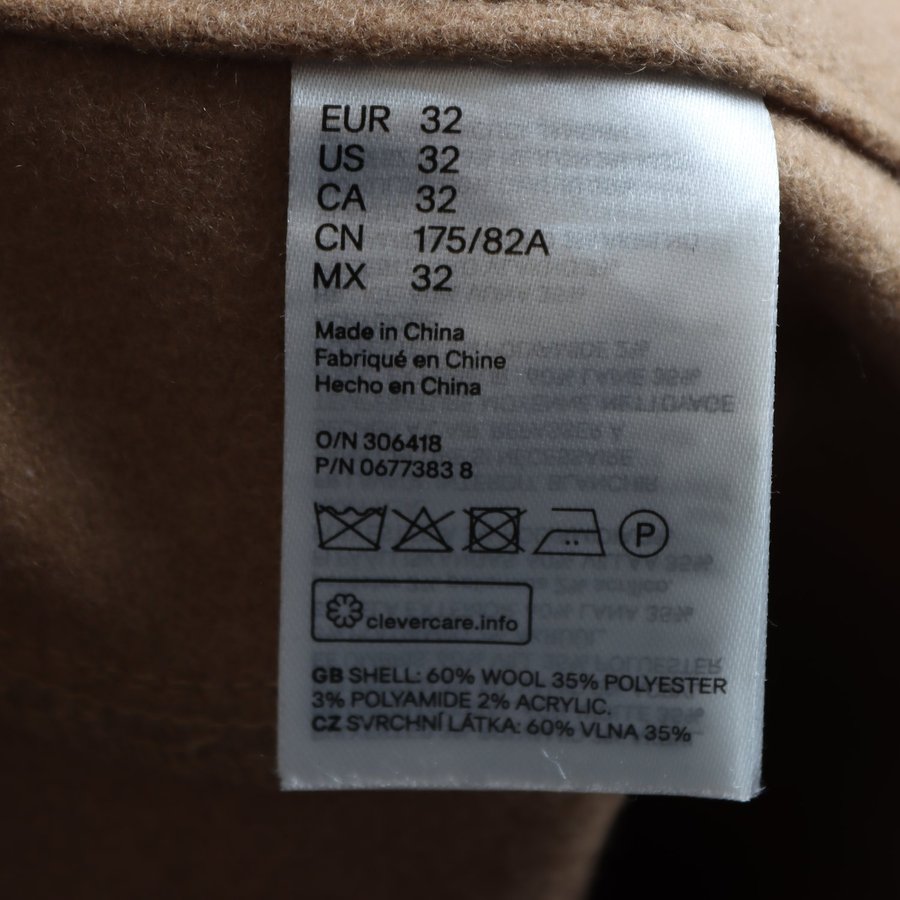 EUR 32
US 32
CA 32
CN 175/82A
MX 32
Made in China
Fabriqué en Chine
Hecho en China
O/N 306418
P/N 0677383 8
P
clevercare.info
GB SHELL: 60% WOOL 35% POLYESTER
3% POLYAMIDE 2% ACRYLIC.
CZ SVRCHNÍ LÁTKA: 60% VLNA 35%